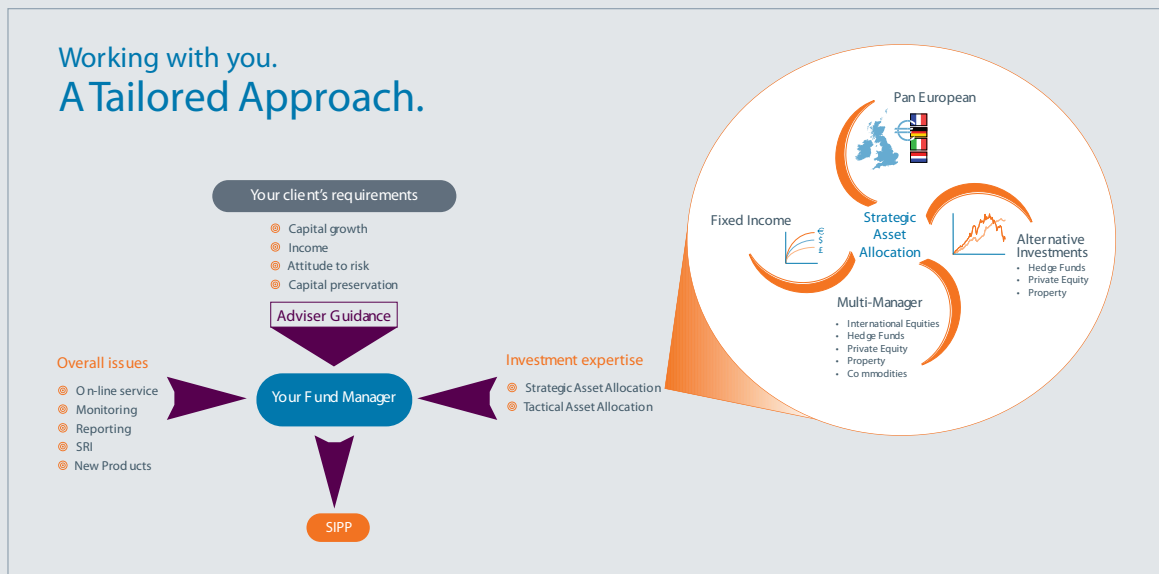 Working with you.
A Tailored Approach.
Your client's requirements
Capital growth
Income
Attitude to risk
Capital preservation
Adviser Guidance
Overall issues
On-line service
Monitoring
Reporting
SRI
New Products
Your Fund Manager
Investment expertise
Strategic Asset Allocation
Tactical Asset Allocation
SIPP
Pan European
€
Fixed Income
€
$
£
Strategic
Asset
Allocation
Alternative
Investments
• Hedge Funds
• Private Equity
• Property
Multi-Manager
• International Equities
• Hedge Funds
• Private Equity
• Property
• Commodities